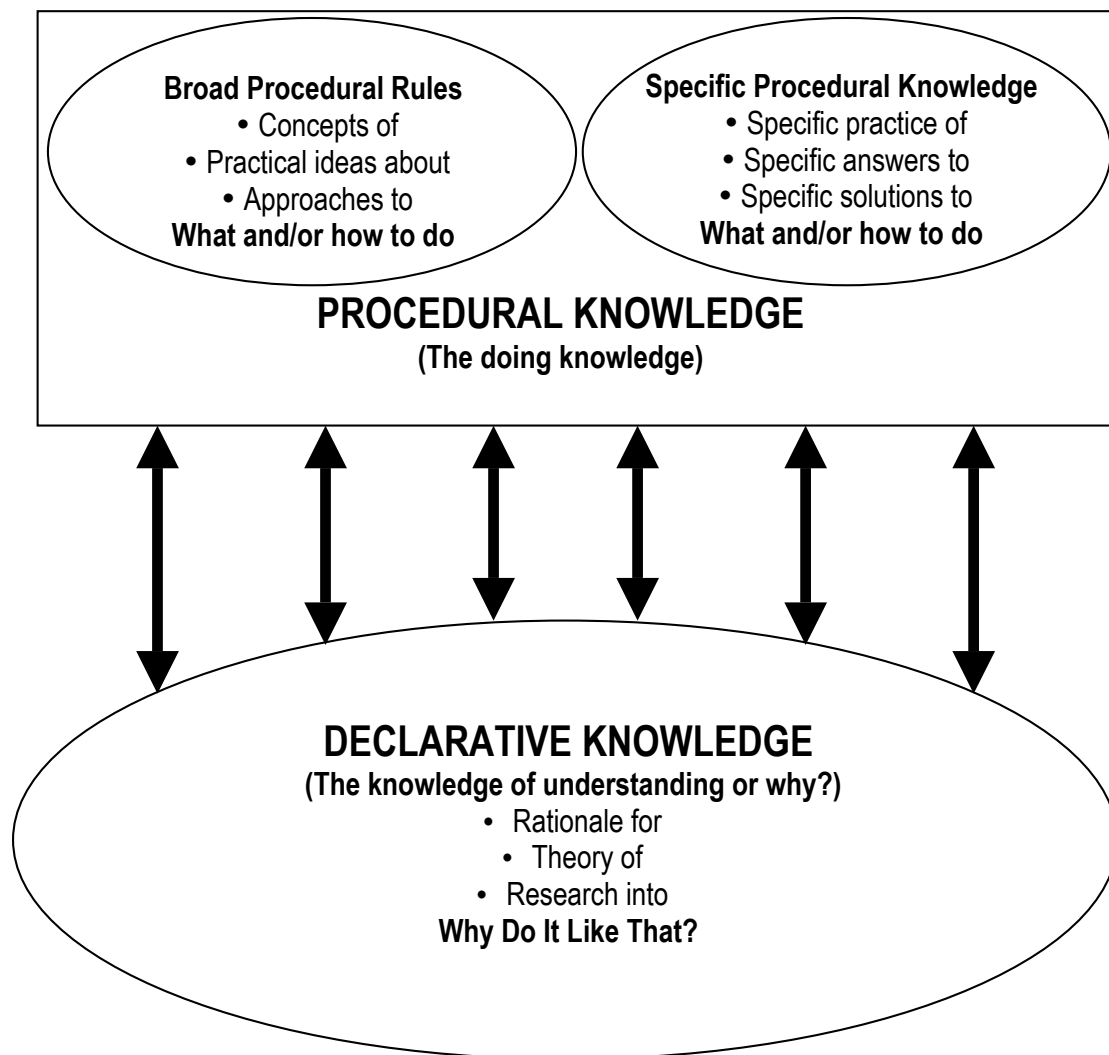 Broad Procedural Rules
• Concepts of
• Practical ideas about
• Approaches to
What and/or how to do
Specific Procedural Knowledge
• Specific practice of
• Specific answers to
• Specific solutions to
What and/or how to do
PROCEDURAL KNOWLEDGE
(The doing knowledge)
DECLARATIVE KNOWLEDGE
(The knowledge of understanding or why?)
• Rationale for
• Theory of
• Research into
Why Do It Like That?